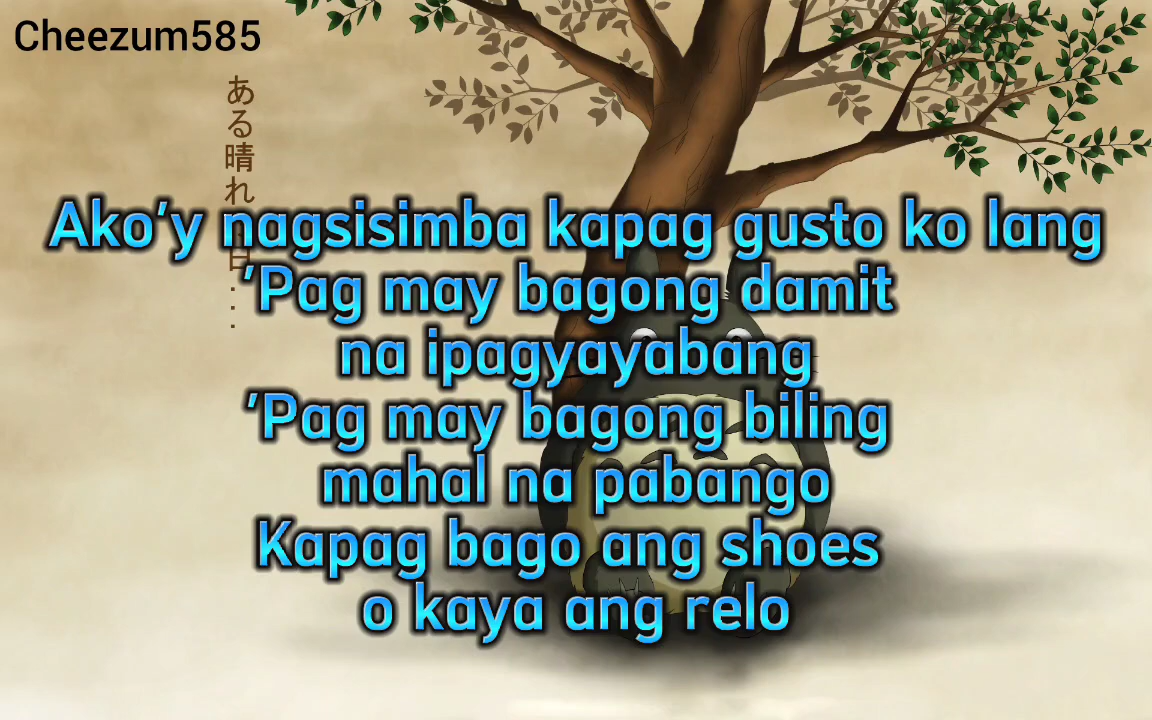 Cheezum585
ある晴れ日...
Ako'y nagsisimba kapag gusto ko lang
'Pag may bagong damit
na ipagyayabang
'Pag may bagong biling
mahal na pabango
Kapag bago ang shoes
o kaya ang relo